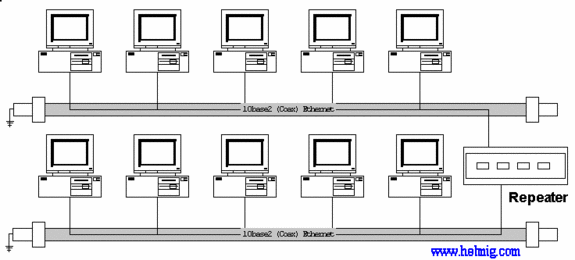 10base2 (Coax) Ethernet
Repeater
10base2 (Coax) Ethernet
www.helmig.com